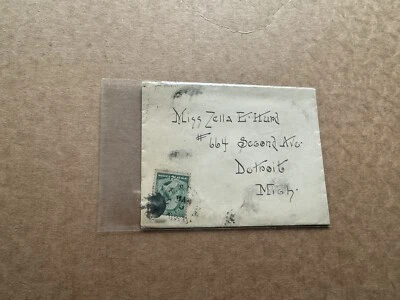 Miss Zella E. Hurd
#664 Second Ave.
Detroit
Mich.